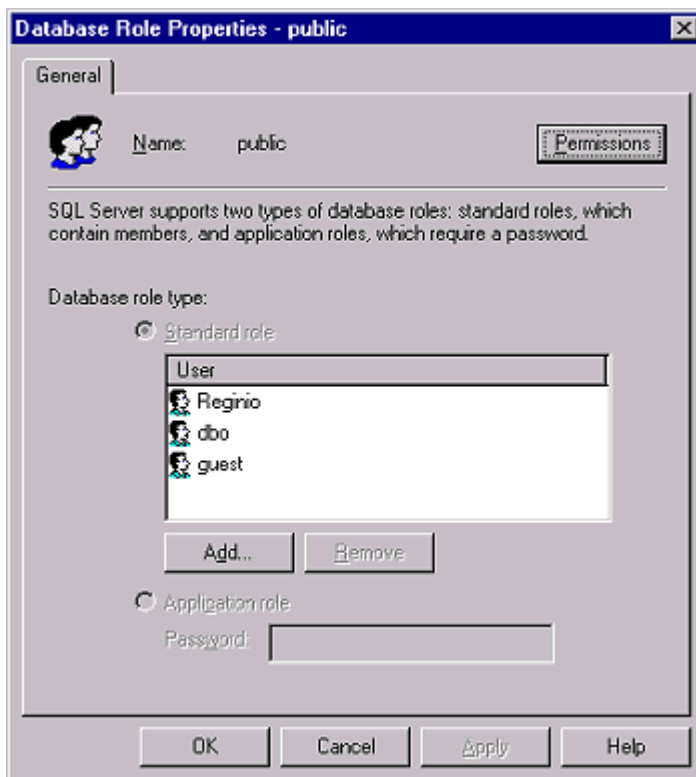 Database Role Properties - public
General
Name: public Permissions
SQL Server supports two types of database roles: standard roles, which
contain members, and application roles, which require a password.
Database role type:
Standard role
User
Reginio
dbo
guest
Add... Remove
Application role
Password:
OK Cancel Apply Help